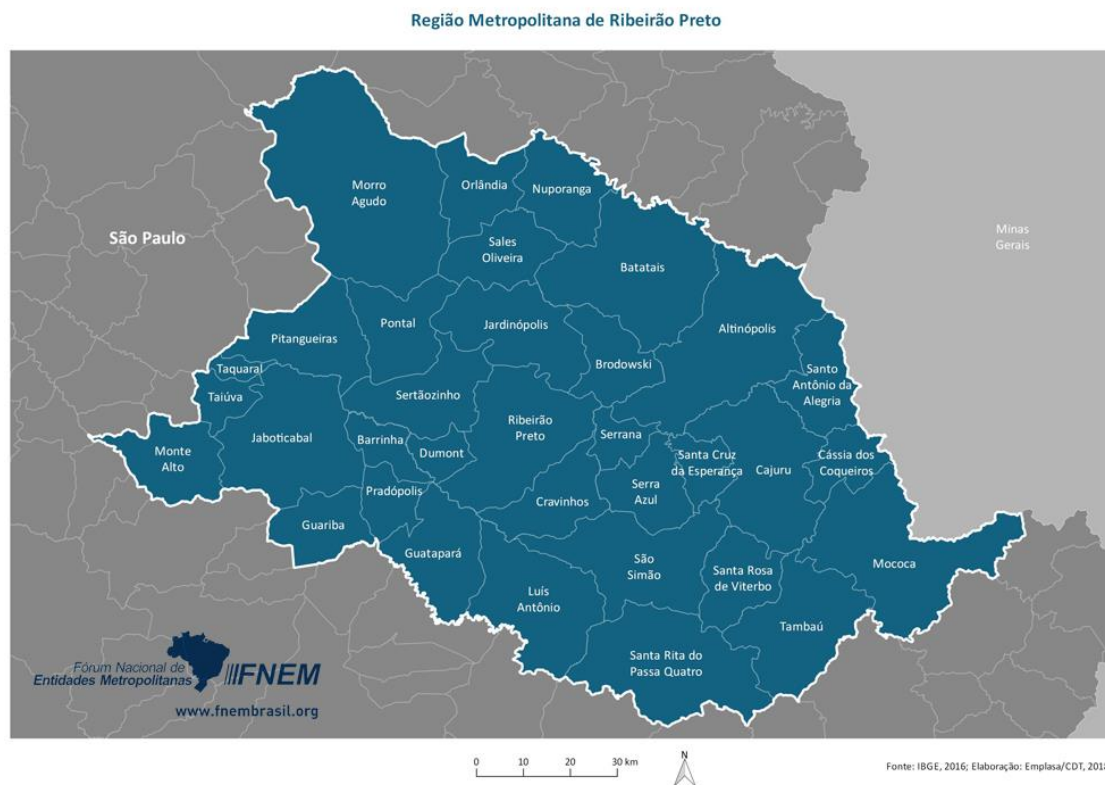 Região Metropolitana de Ribeirão Preto
São Paulo
Minas
Gerais
Morro
Agudo
Orlândia
Nuporanga
Sales
Oliveira
Batatais
Altinópolis
Pitangueiras
Pontal
Jardinópolis
Brodowski
Santo
Antônio da
Alegria
Taquaral
Taiúva
Sertãozinho
Ribeirão
Preto
Serrana
Santa Cruz
da Esperança
Cajuru
Cássia dos
Coqueiros
Monte
Alto
Jaboticabal
Barrinha
Dumont
Pradópolis
Cravinhos
Serra
Azul
Guariba
Guatapará
Luís
Antônio
São
Simão
Santa Rosa
de Viterbo
Mococa
Tambaú
Santa Rita do
Passa Quatro
Fórum Nacional de
Entidades Metropolitanas
FNEM
www.fnembrasil.org
0 10 20 30 km
N
Fonte: IBGE, 2016; Elaboração: Emplasa/CDT, 2018